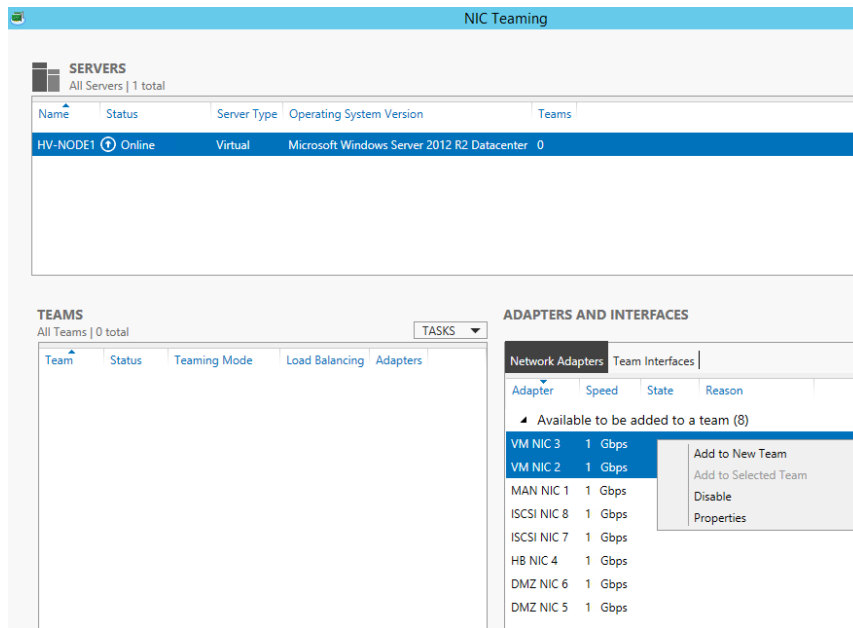 NIC Teaming
SERVERS
All Servers | 1 total
Name Status Server Type Operating System Version Teams
HV-NODE1 Online Virtual Microsoft Windows Server 2012 R2 Datacenter 0
TEAMS
All Teams | 0 total
TASKS
Team Status Teaming Mode Load Balancing Adapters
ADAPTERS AND INTERFACES
Network Adapters Team Interfaces
Adapter Speed State Reason
Available to be added to a team (8)
VM NIC 3 1 Gbps
VM NIC 2 1 Gbps
MAN NIC 1 1 Gbps
ISCSI NIC 8 1 Gbps
ISCSI NIC 7 1 Gbps
HB NIC 4 1 Gbps
DMZ NIC 6 1 Gbps
DMZ NIC 5 1 Gbps
Add to New Team
Add to Selected Team
Disable
Properties